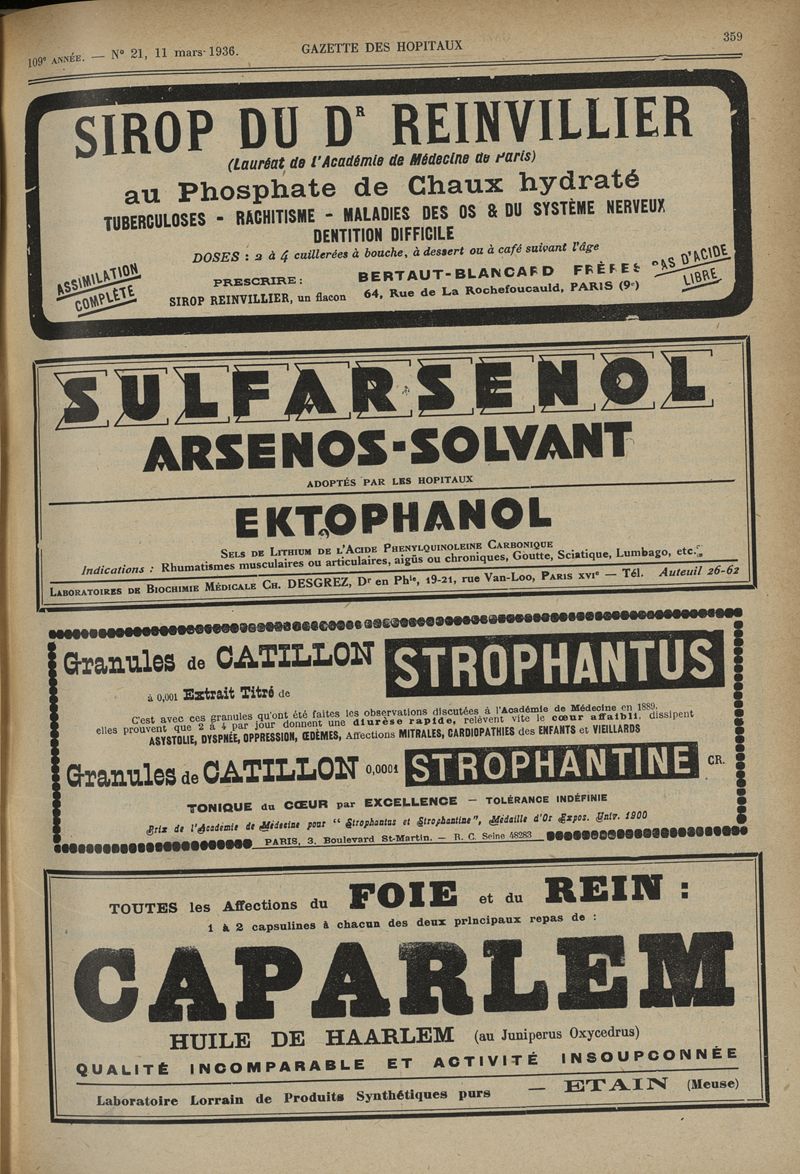 109e ANNÉE. — N° 21, 11 mars 1936.
GAZETTE DES HOPITAUX
359
SIROP DU DR REINVILLIER
(Lauréat de l'Académie de Médecine de Paris)
au Phosphate de Chaux hydraté
TUBERCULOSES - RACHITISME - MALADIES DES OS & DU SYSTÈME NERVEUX
DENTITION DIFFICILE
DOSES : 2 à 4 cuillerées à bouche, à dessert ou à café suivant l'âge
ASSIMILATION
COMPLÈTE
PRESCRIRE :
SIROP REINVILLIER, un flacon
BERTAUT-BLANCARD FRÈRES
64, Rue de La Rochefoucauld, PARIS (9e)
PAS D'ACIDE
LIBRE
SULFARSENOL
ARSENOS-SOLVANT
ADOPTÉS PAR LES HOPITAUX
EKTOPHANOL
SELS DE LITHIUM DE L'ACIDE PHENYLQUINOLEINE CARBONIQUE
Indications : Rhumatismes musculaires ou articulaires, aigüs ou chroniques, Goutte, Sciatique, Lumbago, etc.
LABORATOIRES DE BIOCHIMIE MÉDICALE CH. DESGREZ, Dr en Phie, 19-21, rue Van-Loo, PARIS XVIe — Tél. Auteuil 26-62
Granules de CATILLON
à 0,001 Extrait Titré de
STROPHANTUS
C'est avec ces granules qu'ont été faites les observations discutées à l'Académie de Médecine en 1889,
elles prouvent que 2 à 4 par jour donnent une diurèse rapide, relèvent vite le cœur affaibli, dissipent
ASYSTOLIE, DYSPNÉE, OPPRESSION, ŒDÈMES, Affections MITRALES, CARDIOPATHIES des ENFANTS et VIEILLARDS
Granules de CATILLON 0,0001 STROPHANTINE CR.
TONIQUE du CŒUR par EXCELLENCE — TOLÉRANCE INDÉFINIE
Prix de l'Académie de Médecine pour "Strophantus et Strophantine", Médaille d'Or Expos. Univ. 1900
PARIS, 3, Boulevard St-Martin. — R. C. Seine 48283
TOUTES les Affections du FOIE et du REIN :
1 à 2 capsulines à chacun des deux principaux repas de :
CAPARLEM
HUILE DE HAARLEM (au Juniperus Oxycedrus)
QUALITÉ INCOMPARABLE ET ACTIVITÉ INSOUPCONNÉE
Laboratoire Lorrain de Produits Synthétiques purs — ETAIN (Meuse)